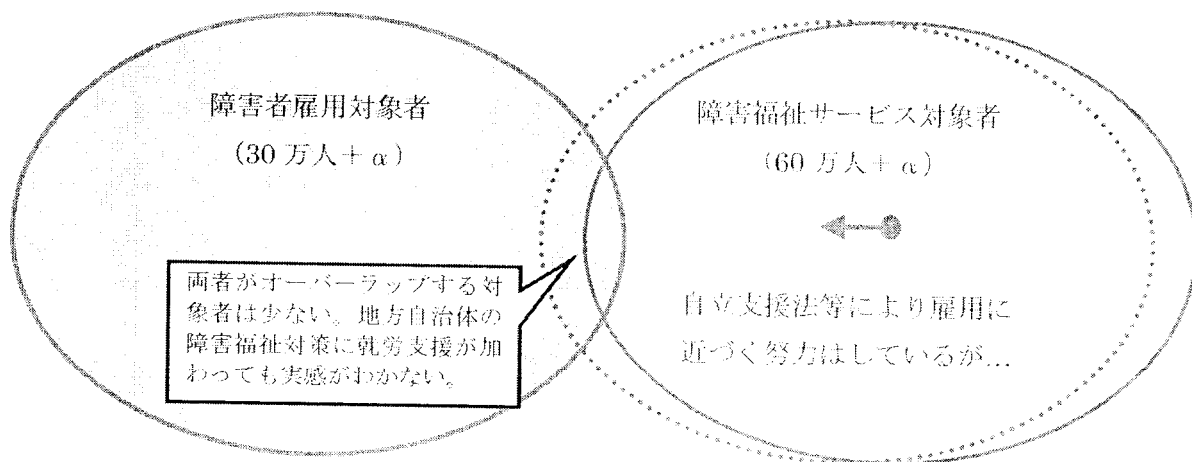 障害者雇用対象者
(30 万人+ α)
障害福祉サービス対象者
(60 万人+ α)
両者がオーバーラップする対
象者は少ない。地方自治体の
障害福祉対策に就労支援が加
わっても実感がわかない。
自立支援法等により雇用に
近づく努力はしているが…